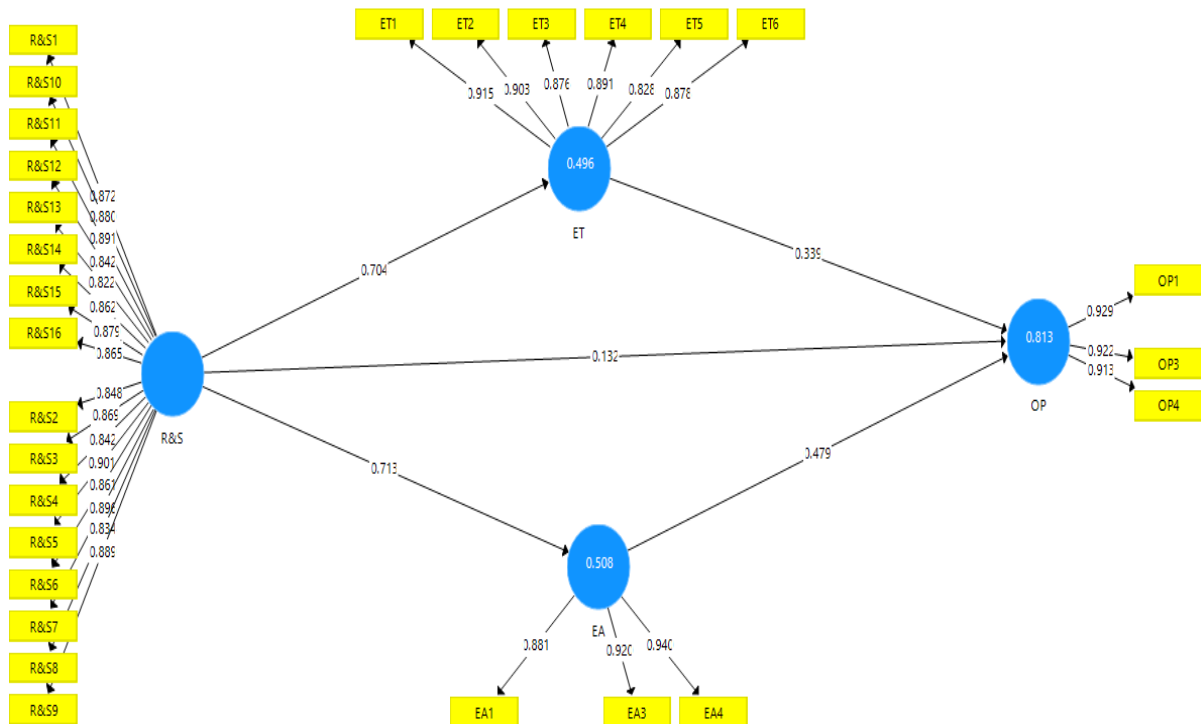 ET1 ET2 ET3 ET4 ET5 ET6
0.915 0.903 0.876 0.891 0.828 0.878
R&S1
R&S10
R&S11
R&S12
R&S13
R&S14
R&S15
R&S16
0.872
0.880
0.891
0.842
0.822
0.862
0.879
0.865
0.848
0.869
0.842
0.901
0.861
0.896
0.834
0.889
R&S2
R&S3
R&S4
R&S5
R&S6
R&S7
R&S8
R&S9
R&S
0.496
ET
0.704
0.339
0.132
0.713
0.479
0.813
OP
0.929
0.922
0.913
OP1
OP3
OP4
0.508
EA
0.881 0.920 0.940
EA1 EA3 EA4